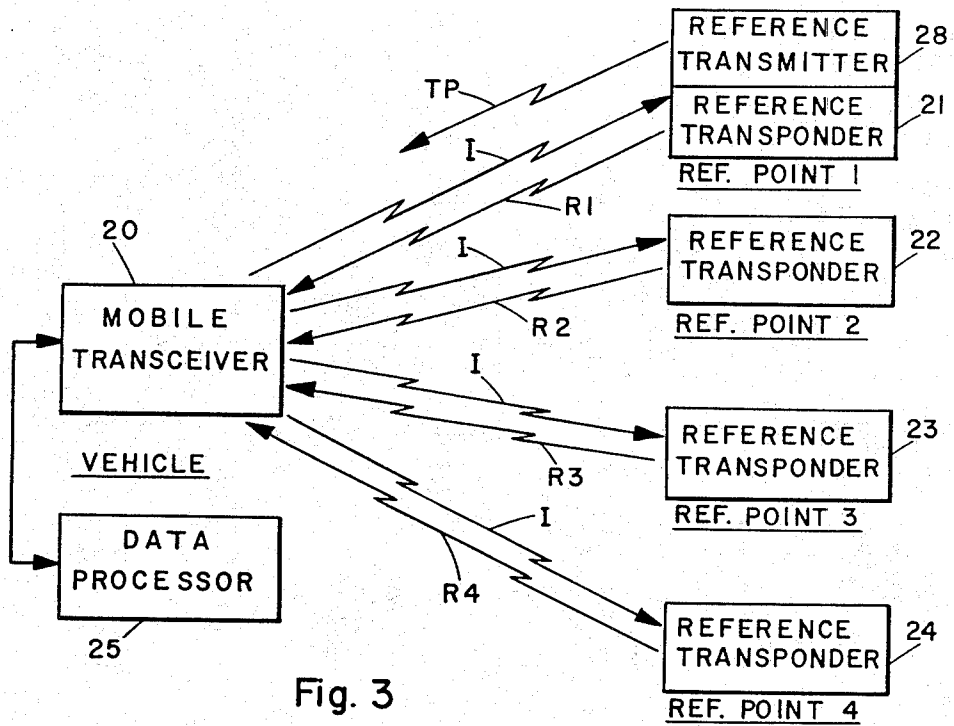 REFERENCE
TRANSMITTER
28
TP
REFERENCE
TRANSPONDER
21
I
REF. POINT 1
R1
20
I
REFERENCE
TRANSPONDER
22
MOBILE
TRANSCEIVER
R2
REF. POINT 2
I
REFERENCE
TRANSPONDER
23
VEHICLE
R3
REF. POINT 3
I
DATA
PROCESSOR
R4
25
REFERENCE
TRANSPONDER
24
Fig. 3
REF. POINT 4